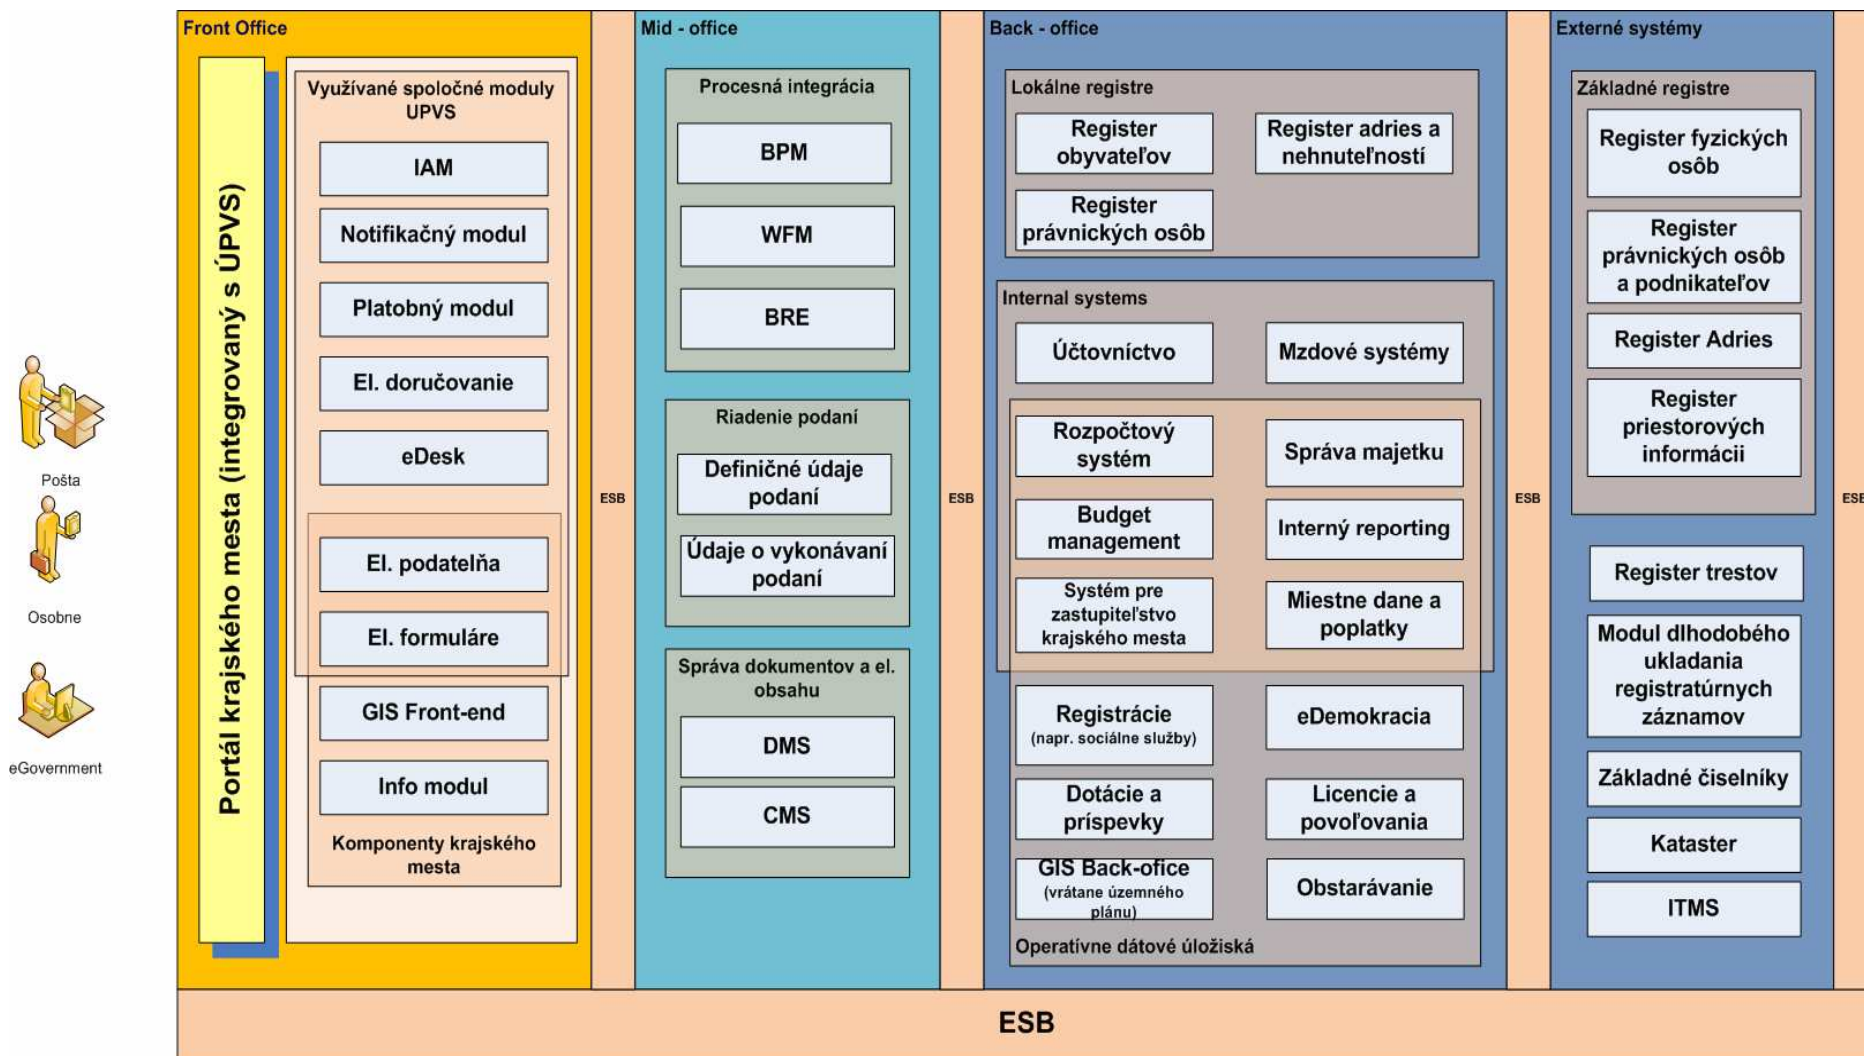 Pošta
Osobne
eGovernment
Front Office
Portál krajského mesta (integrovaný s ÚPVS)
Využívané spoločné moduly
UPVS
IAM
Notifikačný modul
Platobný modul
El. doručovanie
eDesk
El. podatelňa
El. formuláre
GIS Front-end
Info modul
Komponenty krajského
mesta
ESB
Mid - office
Procesná integrácia
BPM
WFM
BRE
Riadenie podaní
Definičné údaje
podaní
Údaje o vykonávaní
podaní
Správa dokumentov a el.
obsahu
DMS
CMS
ESB
Back - office
Lokálne registre
Register
obyvateľov
Register adries a
nehnuteľností
Register
právnických osôb
Internal systems
Účtovníctvo
Mzdové systémy
Rozpočtový
systém
Správa majetku
Budget
management
Interný reporting
Systém pre
zastupiteľstvo
krajského mesta
Miestne dane a
poplatky
Registrácie
(napr. sociálne služby)
eDemokracia
Dotácie a
príspevky
Licencie a
povoľovania
GIS Back-ofice
(vrátane územného
plánu)
Obstarávanie
Operatívne dátové úložiská
ESB
Externé systémy
Základné registre
Register fyzických
osôb
Register
právnických osôb
a podnikateľov
Register Adries
Register
priestorových
informácii
Register trestov
Modul dlhodobého
ukladania
registratúrnych
záznamov
Základné čiselníky
Kataster
ITMS
ESB
ESB